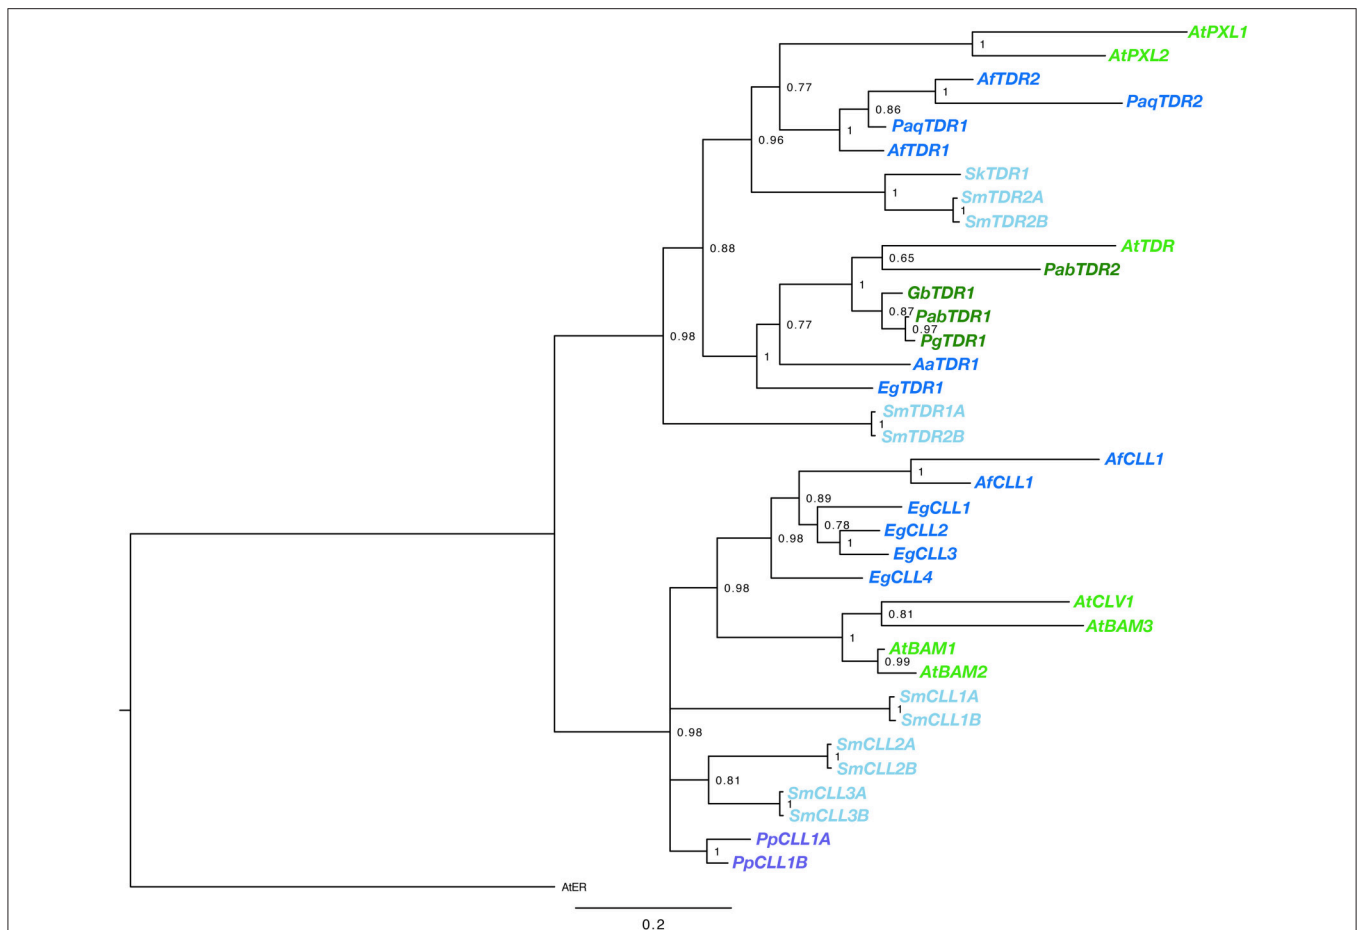 AtPXL1
1
AtPXL2
AfTDR2
0.77
1
PaqTDR2
0.86
PaqTDR1
1
0.96
AfTDR1
SkTDR1
1
SmTDR2A
1
SmTDR2B
AtTDR
0.88
0.65
PabTDR2
1
GbTDR1
0.87
PabTDR1
0.77
0.97
0.98
PgTDR1
1
AaTDR1
EgTDR1
SmTDR1A
1
SmTDR2B
AfCLL1
1
AfCLL1
0.89
EgCLL1
0.78
EgCLL2
0.98
1
EgCLL3
EgCLL4
0.98
AtCLV1
0.81
AtBAM3
1
AtBAM1
0.99
AtBAM2
SmCLL1A
1
SmCLL1B
0.98
SmCLL2A
1
SmCLL2B
0.81
SmCLL3A
1
SmCLL3B
PpCLL1A
1
PpCLL1B
AtER
0.2